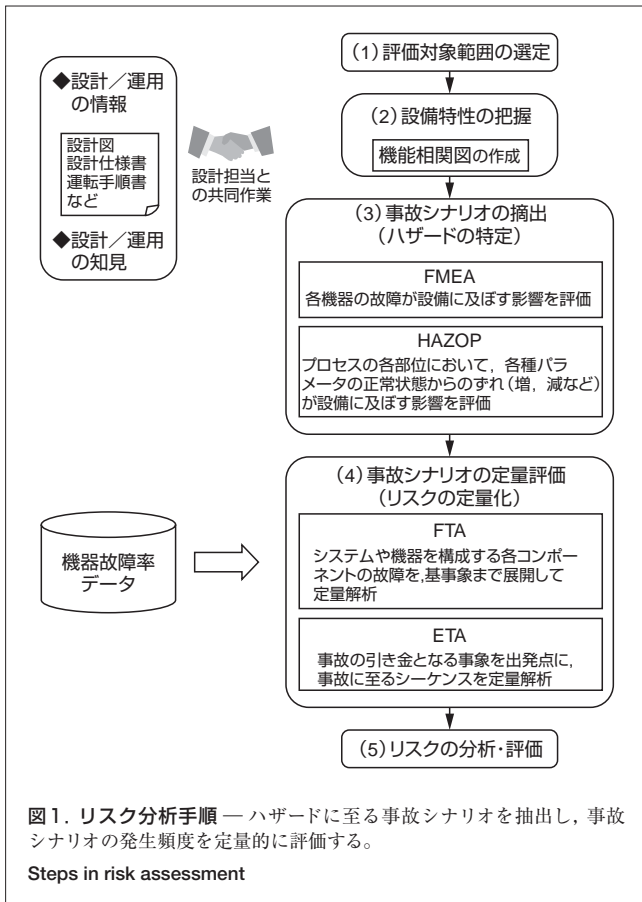 ◆設計／運用
の情報
設計図
設計仕様書
運転手順書
など
◆設計／運用
の知見
設計担当と
の共同作業
(1)評価対象範囲の選定
(2)設備特性の把握
機能相関図の作成
(3)事故シナリオの摘出
(ハザードの特定)
FMEA
各機器の故障が設備に及ぼす影響を評価
HAZOP
プロセスの各部位において，各種パラ
メータの正常状態からのずれ(増，減など)
が設備に及ぼす影響を評価
機器故障率
データ
(4)事故シナリオの定量評価
(リスクの定量化)
FTA
システムや機器を構成する各コンポー
ネントの故障を,基事象まで展開して
定量解析
ETA
事故の引き金となる事象を出発点に，
事故に至るシーケンスを定量解析
(5)リスクの分析・評価
図1．リスク分析手順 — ハザードに至る事故シナリオを抽出し，事故
シナリオの発生頻度を定量的に評価する。
Steps in risk assessment